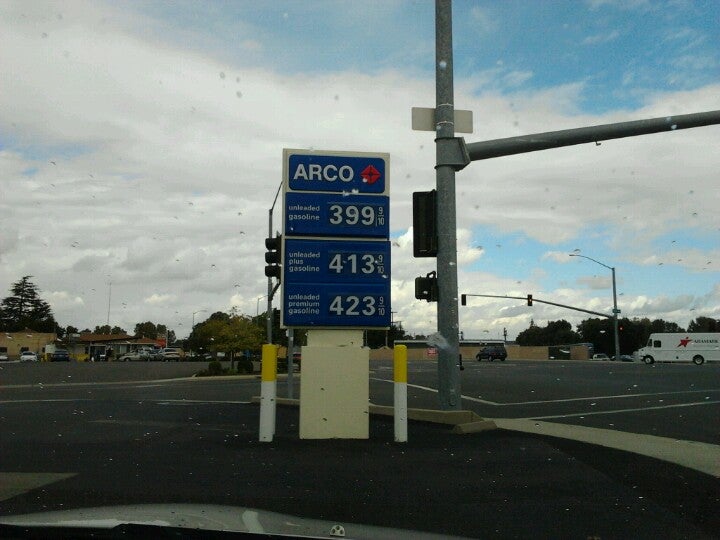 ARCO
unleaded
gasoline 399 9/10
unleaded
plus
gasoline 413 9/10
unleaded
premium
gasoline 423 9/10